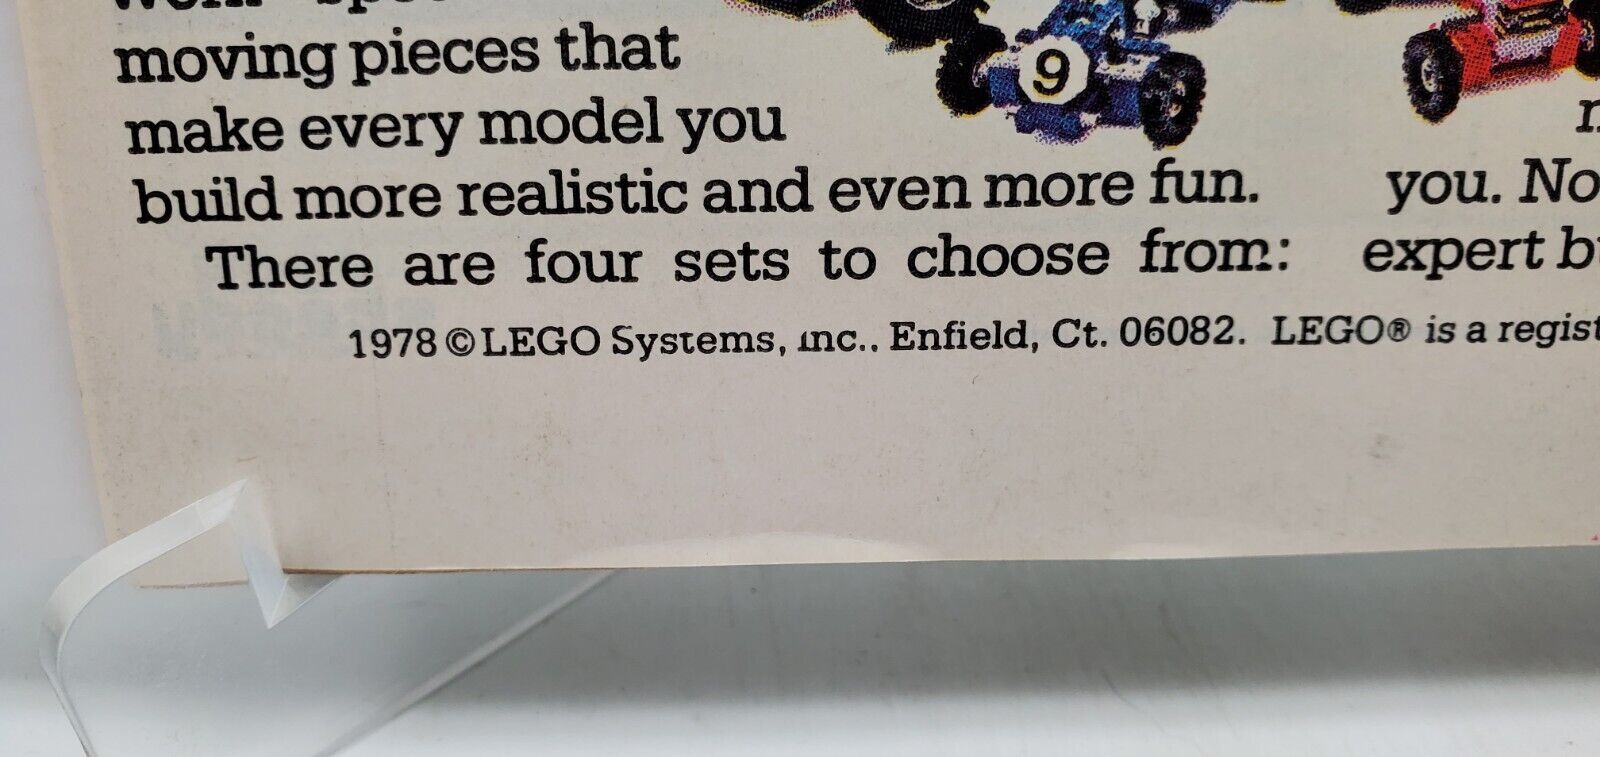 moving pieces that
make every model you
build more realistic and even more fun.
There are four sets to choose from:
9
you. No
expert b
1978 © LEGO Systems, Inc., Enfield, Ct. 06082. LEGO® is a regist